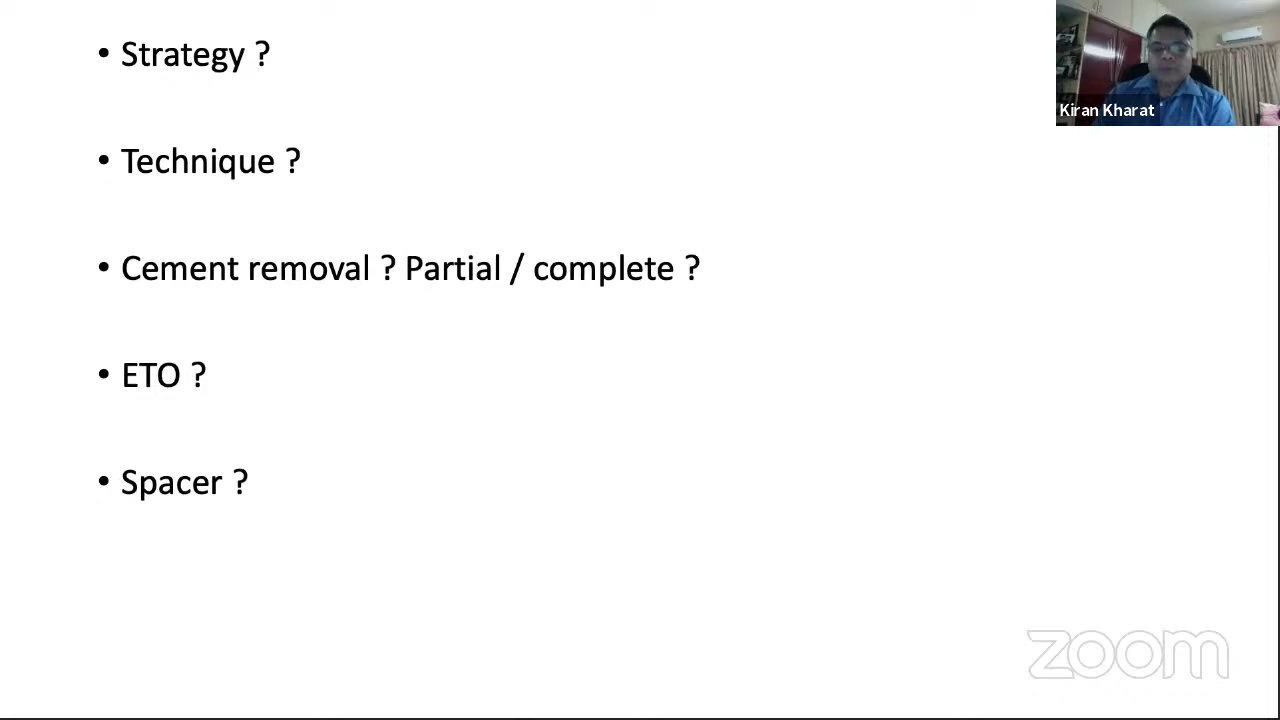 • Strategy ?
• Technique ?
• Cement removal ? Partial / complete ?
• ETO ?
• Spacer ?
Kiran Kharat
zoom